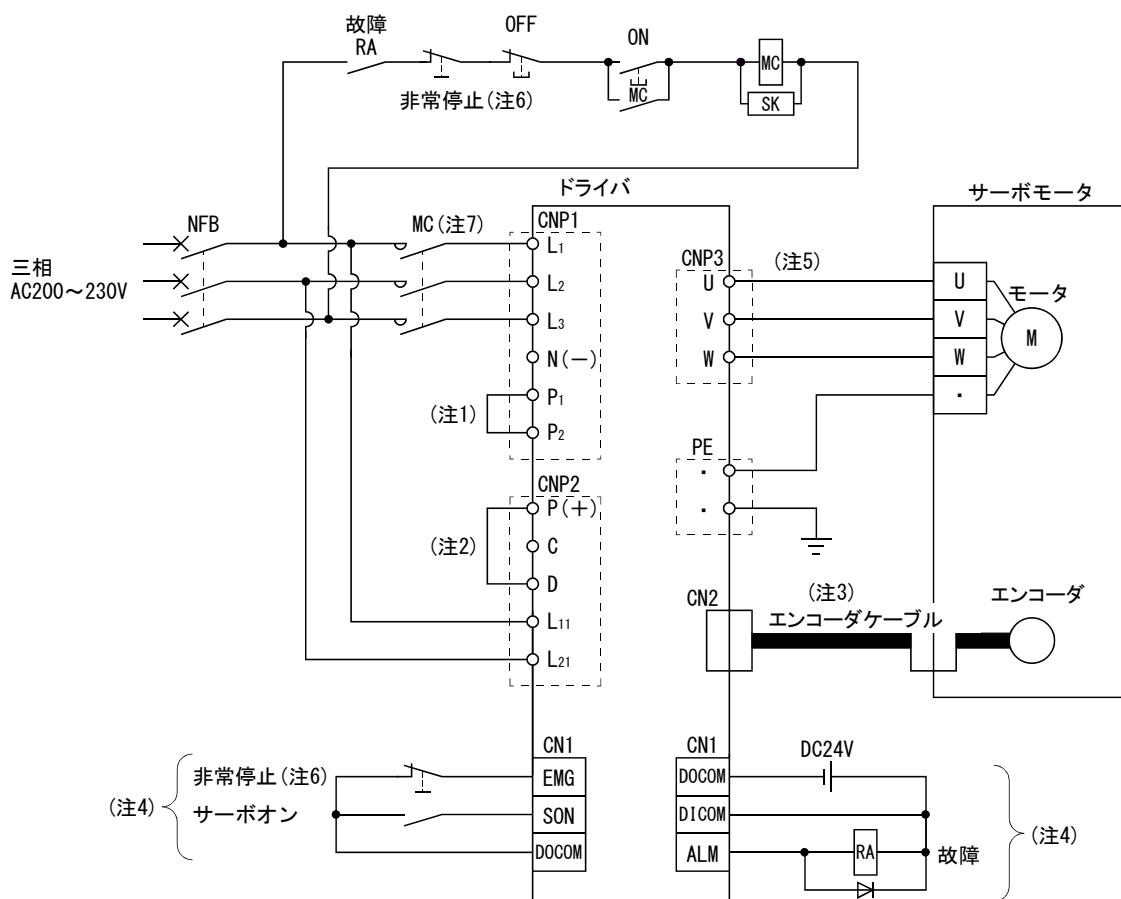 故障
RA
OFF
ON
MC
非常停止(注6)
MC
SK
ドライバ
サーボモータ
NFB
MC(注7)
CNP1
三相
AC200～230V
L1
L2
L3
N(－)
P1
P2
(注1)
CNP3
U
V
W
(注5)
U
V
W
・
モータ
M
PE
・
・
CNP2
P(＋)
C
D
L11
L21
(注2)
CN2
(注3)
エンコーダケーブル
エンコーダ
CN1
非常停止(注6)
サーボオン
(注4)
EMG
SON
DOCOM
CN1
DC24V
DOCOM
DICOM
ALM
RA
故障
(注4)